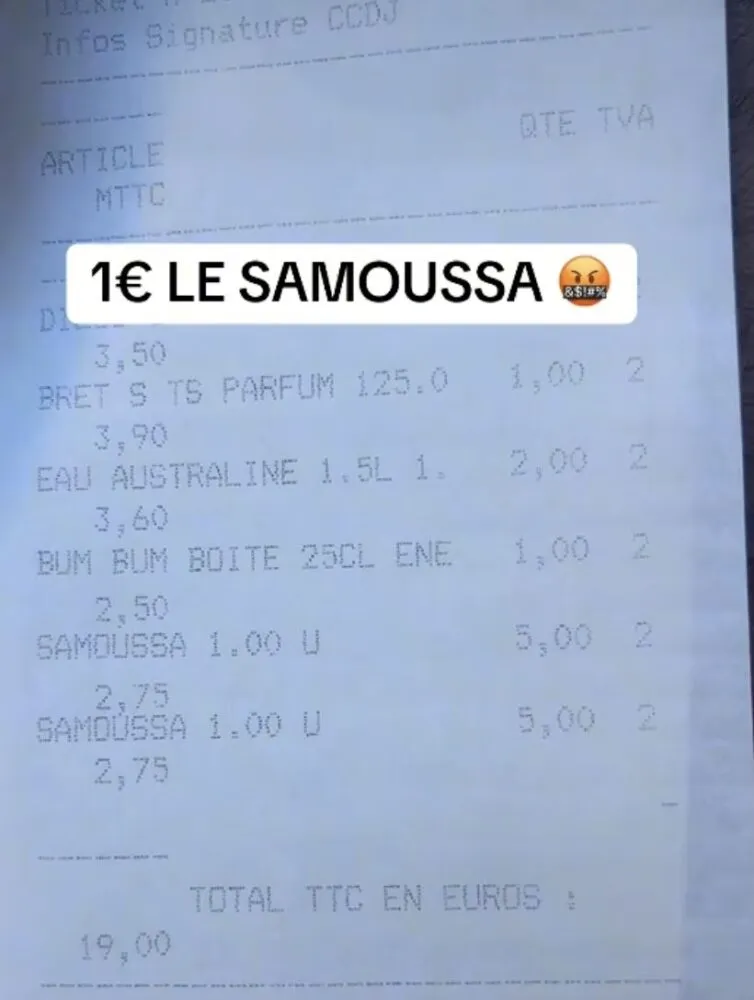 Infos Signature CCDJ
QTE TVA
ARTICLE
MTTC
1€ LE SAMOUSSA 🤬
3,50
BRET S TS PARFUM 125.0 1,00 2
3,90
EAU AUSTRALINE 1.5L 1. 2,00 2
3,60
BUM BUM BOITE 25CL ENE 1,00 2
2,50
SAMOUSSA 1.00 U 5,00 2
2,75
SAMOUSSA 1.00 U 5,00 2
2,75
TOTAL TTC EN EUROS :
19,00